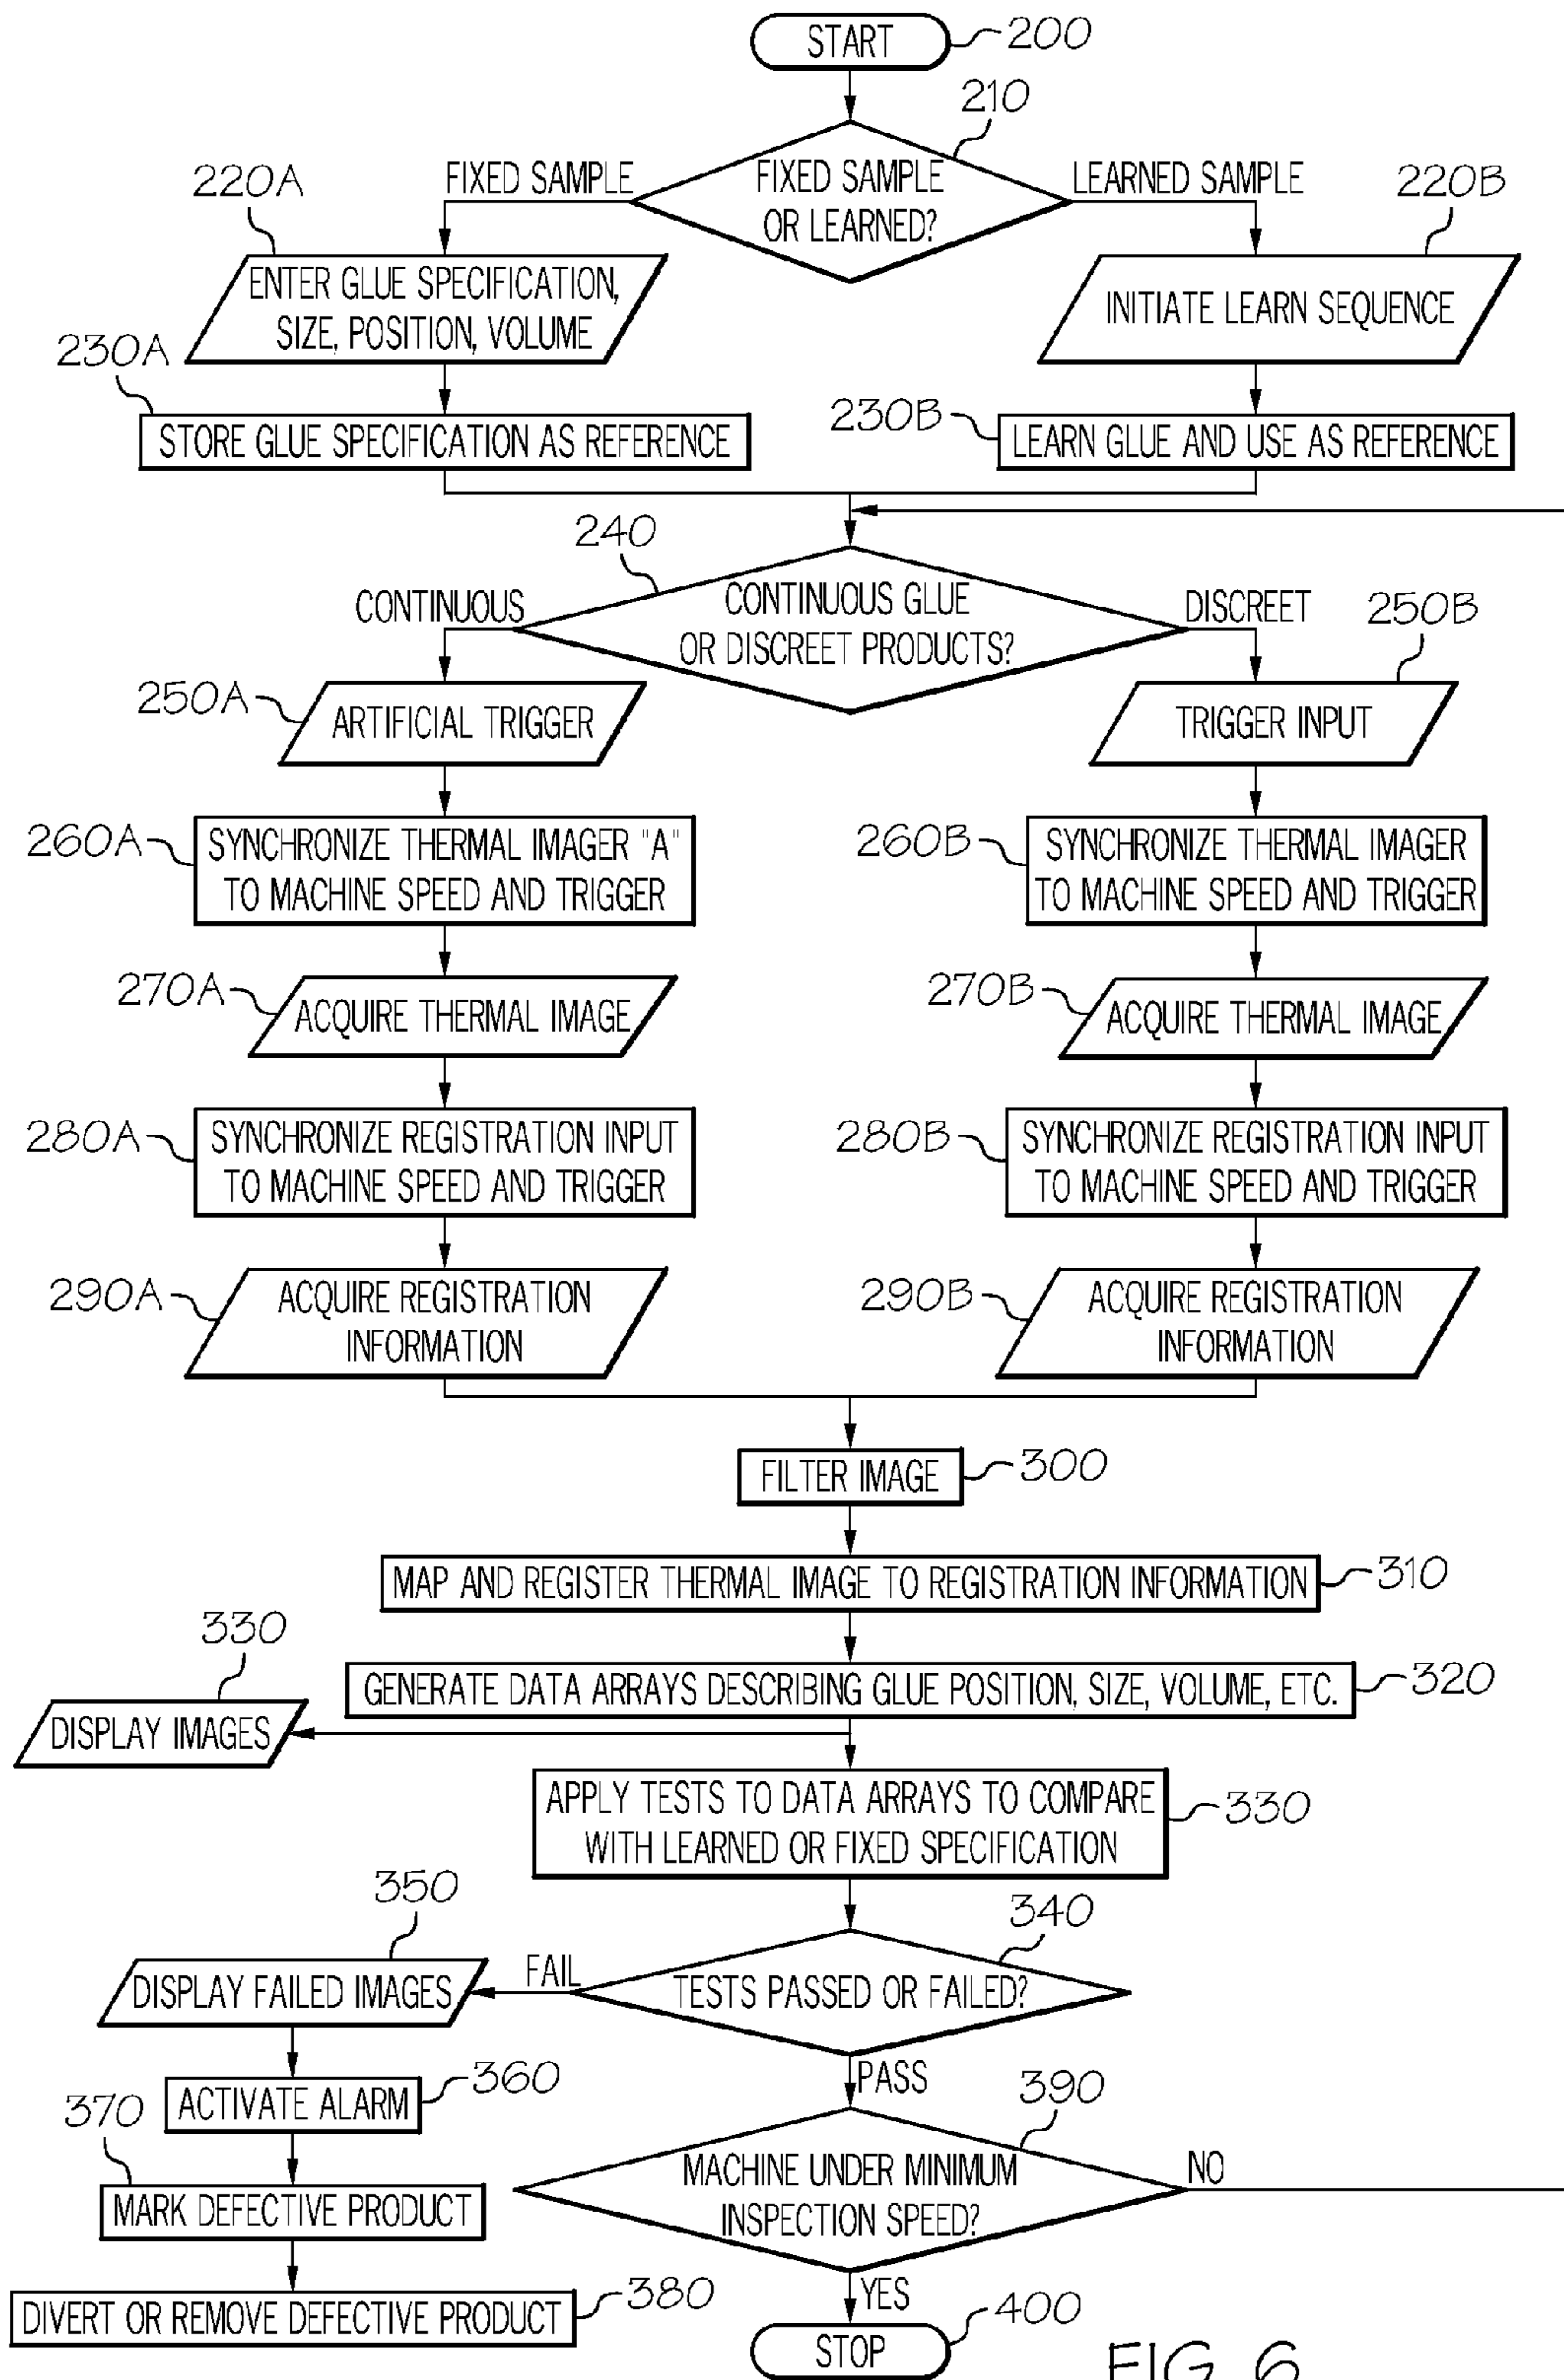 START
200
210
FIXED SAMPLE
LEARNED SAMPLE
FIXED SAMPLE
OR LEARNED?
220A
220B
ENTER GLUE SPECIFICATION,
SIZE, POSITION, VOLUME
INITIATE LEARN SEQUENCE
230A
230B
STORE GLUE SPECIFICATION AS REFERENCE
LEARN GLUE AND USE AS REFERENCE
240
CONTINUOUS
CONTINUOUS GLUE
OR DISCREET PRODUCTS?
DISCREET
250B
250A
ARTIFICIAL TRIGGER
TRIGGER INPUT
260A
SYNCHRONIZE THERMAL IMAGER "A"
TO MACHINE SPEED AND TRIGGER
260B
SYNCHRONIZE THERMAL IMAGER
TO MACHINE SPEED AND TRIGGER
270A
ACQUIRE THERMAL IMAGE
270B
ACQUIRE THERMAL IMAGE
280A
SYNCHRONIZE REGISTRATION INPUT
TO MACHINE SPEED AND TRIGGER
280B
SYNCHRONIZE REGISTRATION INPUT
TO MACHINE SPEED AND TRIGGER
290A
ACQUIRE REGISTRATION
INFORMATION
290B
ACQUIRE REGISTRATION
INFORMATION
FILTER IMAGE
300
MAP AND REGISTER THERMAL IMAGE TO REGISTRATION INFORMATION
310
330
GENERATE DATA ARRAYS DESCRIBING GLUE POSITION, SIZE, VOLUME, ETC.
320
DISPLAY IMAGES
APPLY TESTS TO DATA ARRAYS TO COMPARE
WITH LEARNED OR FIXED SPECIFICATION
330
350
340
DISPLAY FAILED IMAGES
FAIL
TESTS PASSED OR FAILED?
PASS
ACTIVATE ALARM
360
370
390
MARK DEFECTIVE PRODUCT
MACHINE UNDER MINIMUM
INSPECTION SPEED?
NO
DIVERT OR REMOVE DEFECTIVE PRODUCT
380
YES
STOP
400
FIG. 6